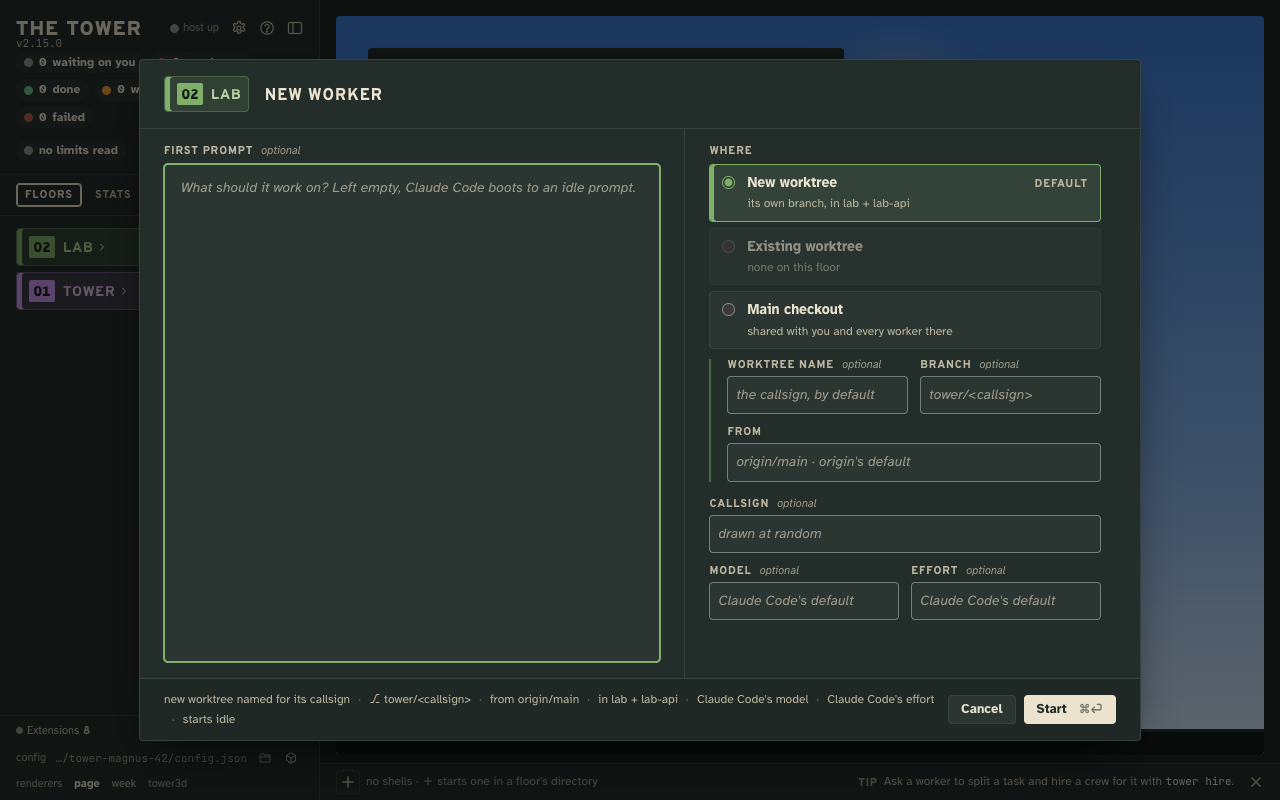 THE TOWER
host up
v2.15.0
0 waiting on you
0 done
0 w
0 failed
no limits read
FLOORS
STATS
02 LAB ›
01 TOWER ›
02 LAB
NEW WORKER
FIRST PROMPT optional
What should it work on? Left empty, Claude Code boots to an idle prompt.
WHERE
New worktree
DEFAULT
its own branch, in lab + lab-api
Existing worktree
none on this floor
Main checkout
shared with you and every worker there
WORKTREE NAME optional
BRANCH optional
the callsign, by default
tower/<callsign>
FROM
origin/main · origin's default
CALLSIGN optional
drawn at random
MODEL optional
EFFORT optional
Claude Code's default
Claude Code's default
new worktree named for its callsign · tower/<callsign> · from origin/main · in lab + lab-api · Claude Code's model · Claude Code's effort
· starts idle
Cancel
Start ⌘⏎
Extensions 8
config …/tower-magnus-42/config.json
renderers page week tower3d
no shells · + starts one in a floor's directory
TIP Ask a worker to split a task and hire a crew for it with tower hire.